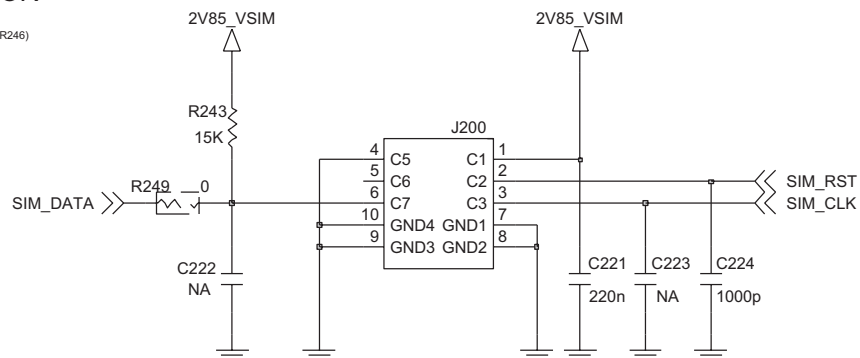 R246)
2V85_VSIM
2V85_VSIM
R243
15K
J200
4
C5
C1
1
5
C6
C2
2
6
C7
C3
3
10
GND4
GND1
7
9
GND3
GND2
8
R249
0
SIM_DATA
SIM_RST
SIM_CLK
C222
NA
C221
220n
C223
NA
C224
1000p